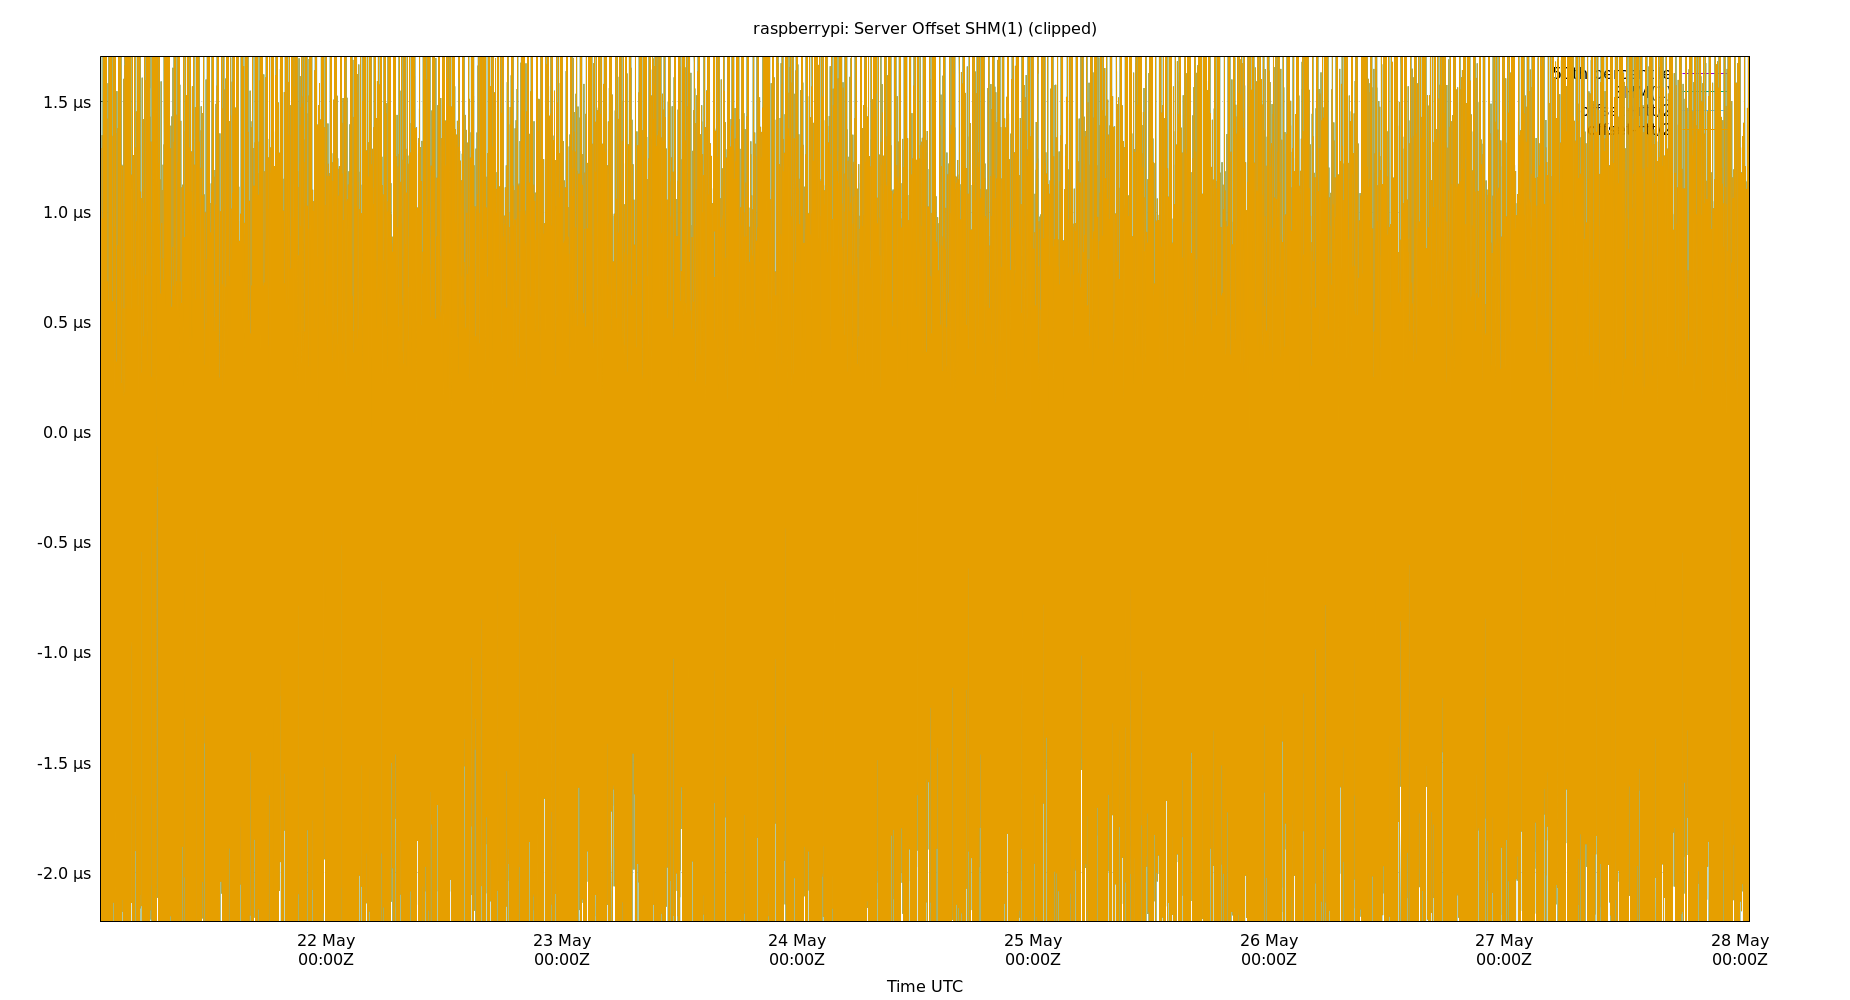 raspberrypi: Server Offset SHM(1) (clipped)
1.5 µs
1.0 µs
0.5 µs
0.0 µs
-0.5 µs
-1.0 µs
-1.5 µs
-2.0 µs
22 May
00:00Z
23 May
00:00Z
24 May
00:00Z
25 May
00:00Z
26 May
00:00Z
27 May
00:00Z
28 May
00:00Z
Time UTC